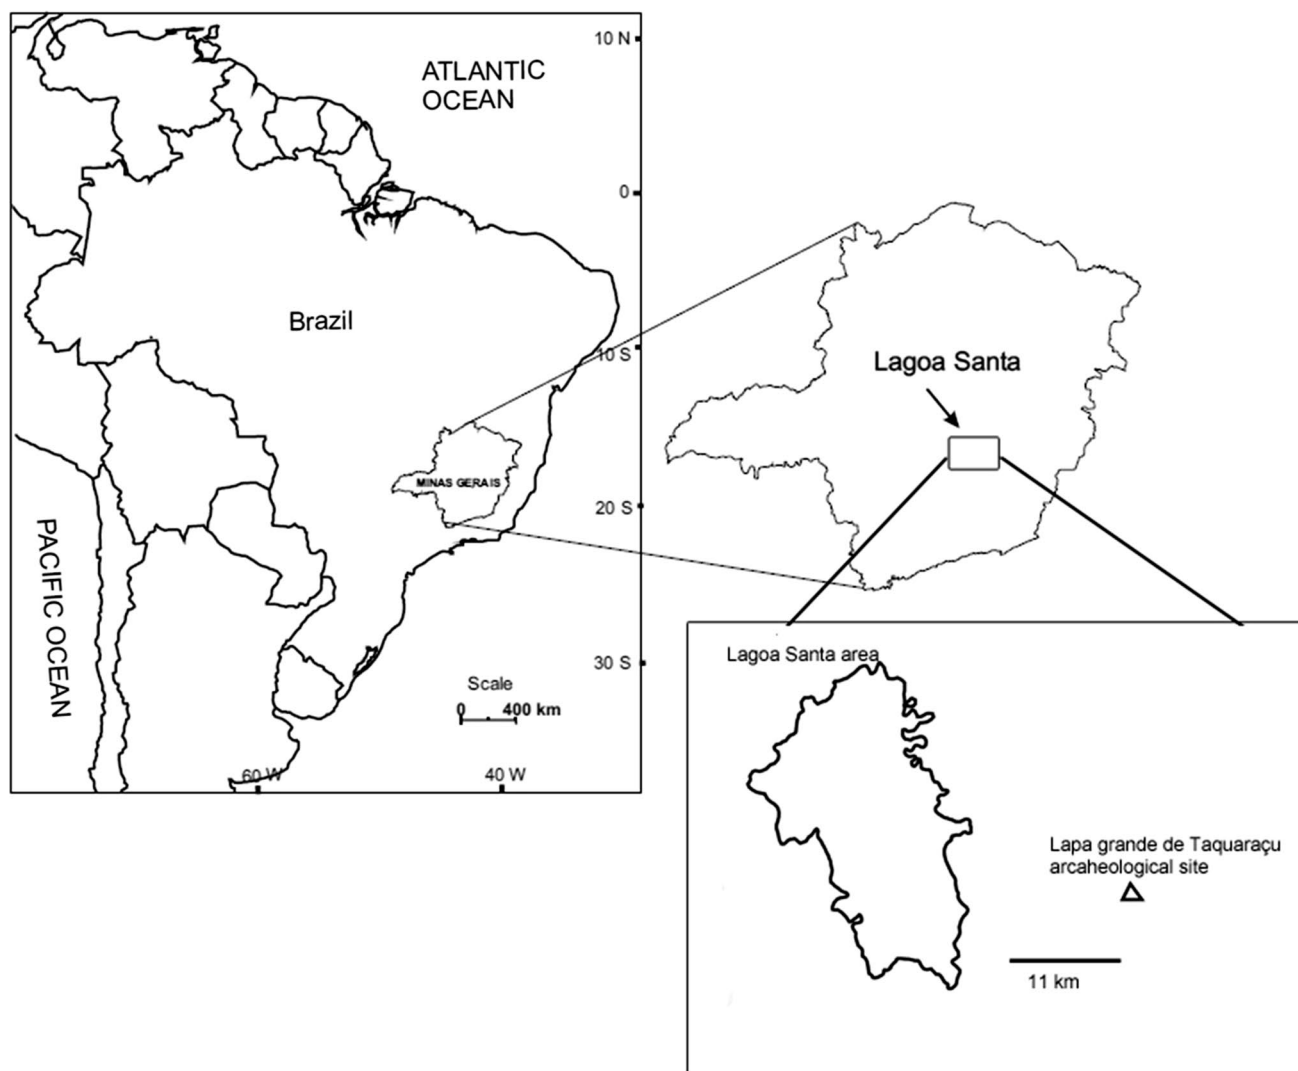 10 N
ATLANTIC
OCEAN
0
Brazil
10 S
Lagoa Santa
MINAS GERAIS
20 S
PACIFIC OCEAN
30 S
Lagoa Santa area
Scale
0 400 km
60 W
40 W
Lapa grande de Taquaraçu
arcaheological site
11 km